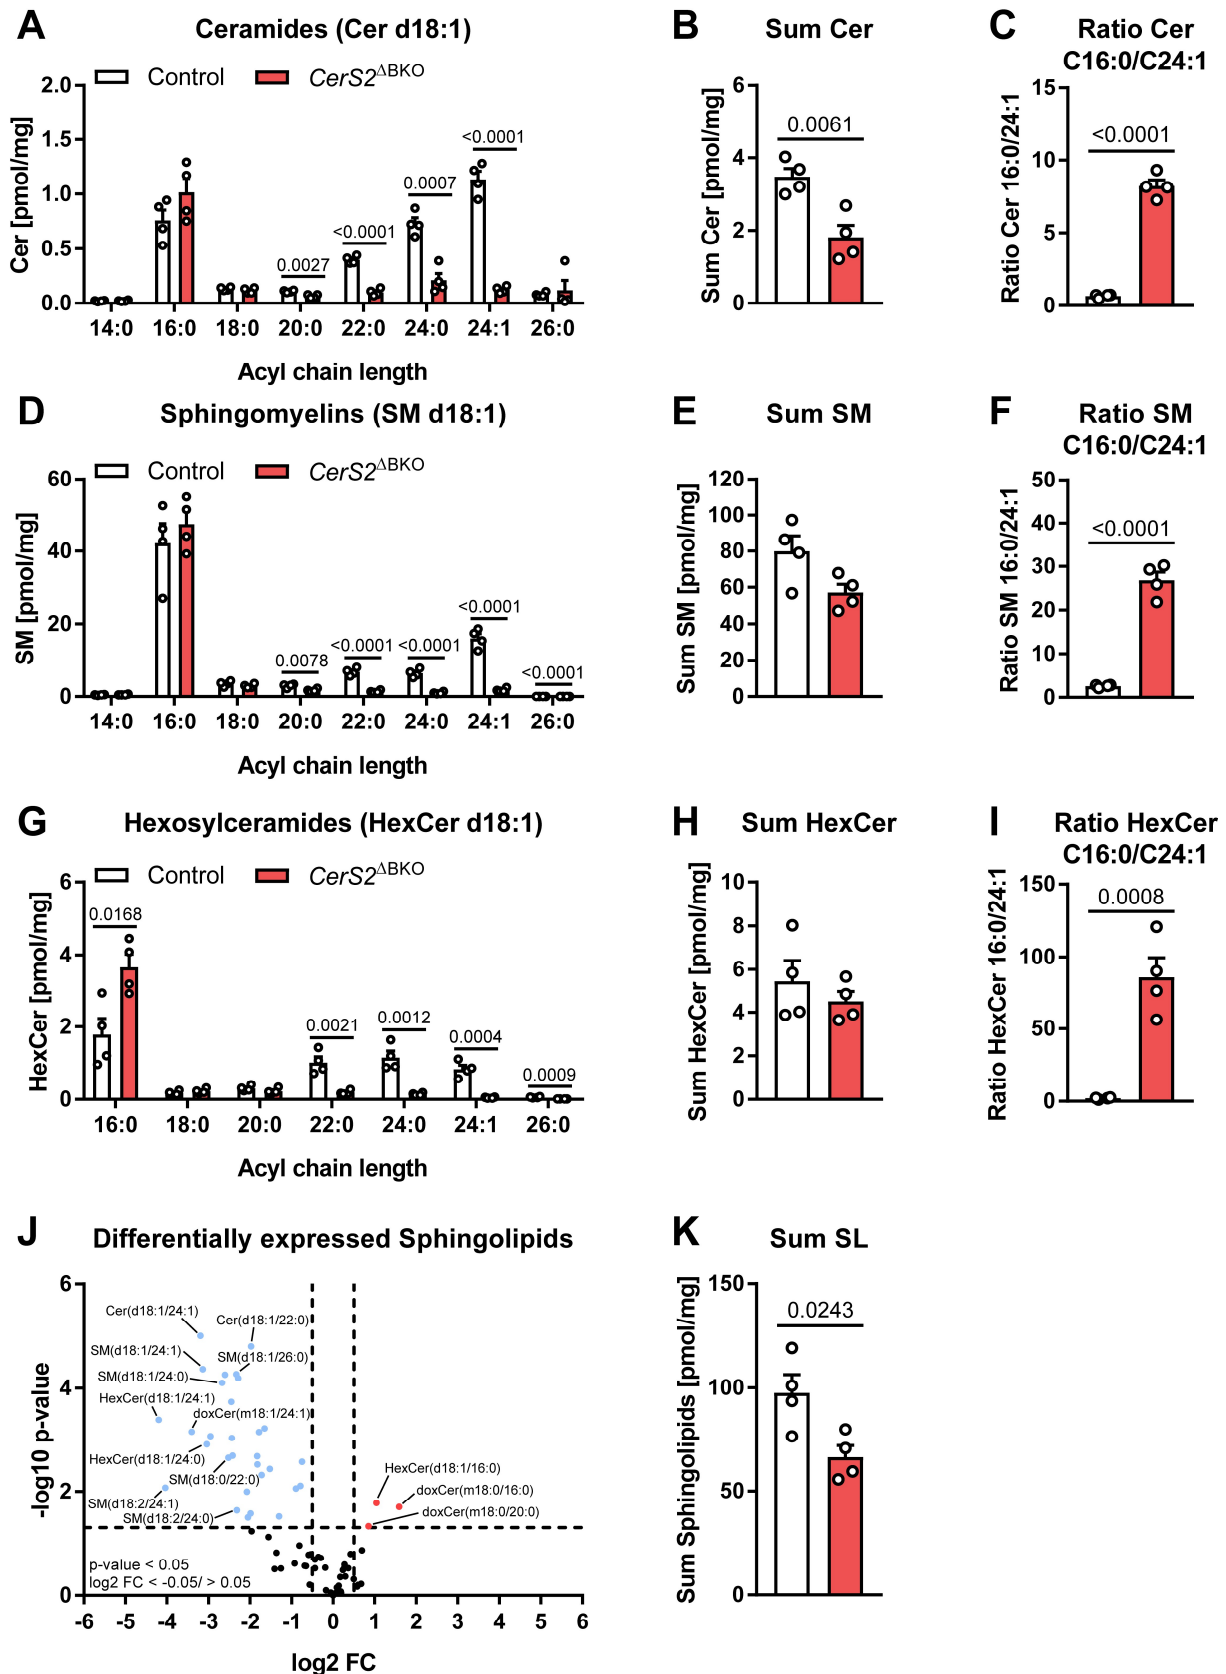 A
Ceramides (Cer d18:1)
Control
CerS2ΔBKO
Cer [pmol/mg]
2.0
1.5
1.0
0.5
0.0
0.0027
<0.0001
0.0007
<0.0001
14:0 16:0 18:0 20:0 22:0 24:0 24:1 26:0
Acyl chain length
B
Sum Cer
Sum Cer [pmol/mg]
6
4
2
0
0.0061
C
Ratio Cer
C16:0/C24:1
Ratio Cer 16:0/24:1
15
10
5
0
<0.0001
D
Sphingomyelins (SM d18:1)
Control
CerS2ΔBKO
SM [pmol/mg]
60
40
20
0
0.0078
<0.0001
<0.0001
<0.0001
<0.0001
14:0 16:0 18:0 20:0 22:0 24:0 24:1 26:0
Acyl chain length
E
Sum SM
Sum SM [pmol/mg]
120
100
80
60
40
20
0
F
Ratio SM
C16:0/C24:1
Ratio SM 16:0/24:1
50
40
30
20
10
0
<0.0001
G
Hexosylceramides (HexCer d18:1)
Control
CerS2ΔBKO
HexCer [pmol/mg]
6
4
2
0
0.0168
0.0021
0.0012
0.0004
0.0009
16:0 18:0 20:0 22:0 24:0 24:1 26:0
Acyl chain length
H
Sum HexCer
Sum HexCer [pmol/mg]
10
8
6
4
2
0
I
Ratio HexCer
C16:0/C24:1
Ratio HexCer 16:0/24:1
150
100
50
0
0.0008
J
Differentially expressed Sphingolipids
-log10 p-value
6
4
2
0
Cer(d18:1/24:1)
Cer(d18:1/22:0)
SM(d18:1/24:1)
SM(d18:1/26:0)
SM(d18:1/24:0)
HexCer(d18:1/24:1)
doxCer(m18:1/24:1)
HexCer(d18:1/24:0)
SM(d18:0/22:0)
SM(d18:2/24:1)
SM(d18:2/24:0)
HexCer(d18:1/16:0)
doxCer(m18:0/16:0)
doxCer(m18:0/20:0)
p-value < 0.05
log2 FC < -0.05/ > 0.05
-6 -5 -4 -3 -2 -1 0 1 2 3 4 5 6
log2 FC
K
Sum SL
Sum Sphingolipids [pmol/mg]
150
100
50
0
0.0243